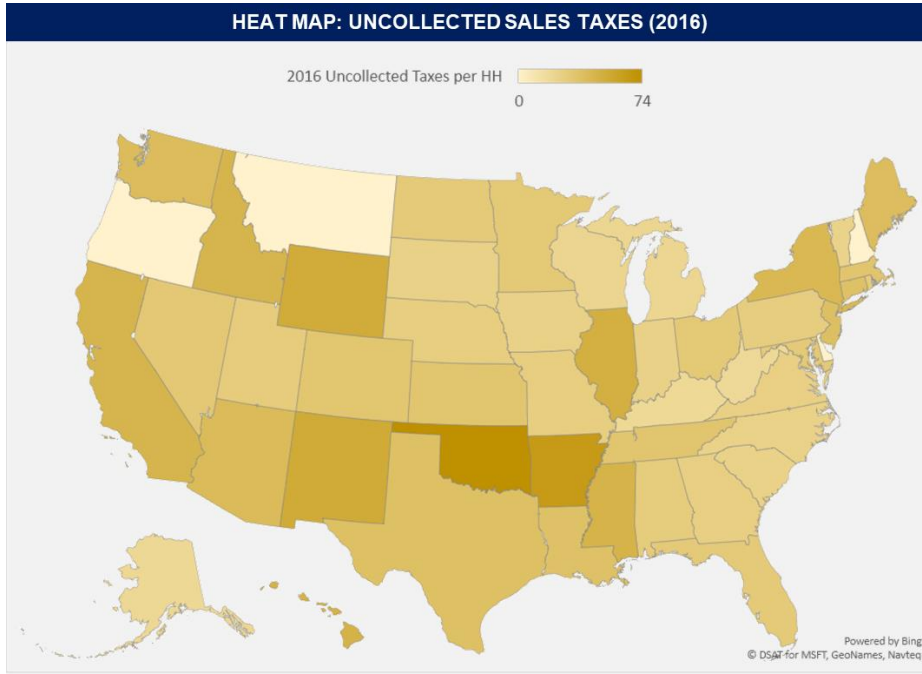 HEAT MAP: UNCOLLECTED SALES TAXES (2016)
2016 Uncollected Taxes per HH
0 74
Powered by Bing
© DSAT for MSFT, GeoNames, Navteq